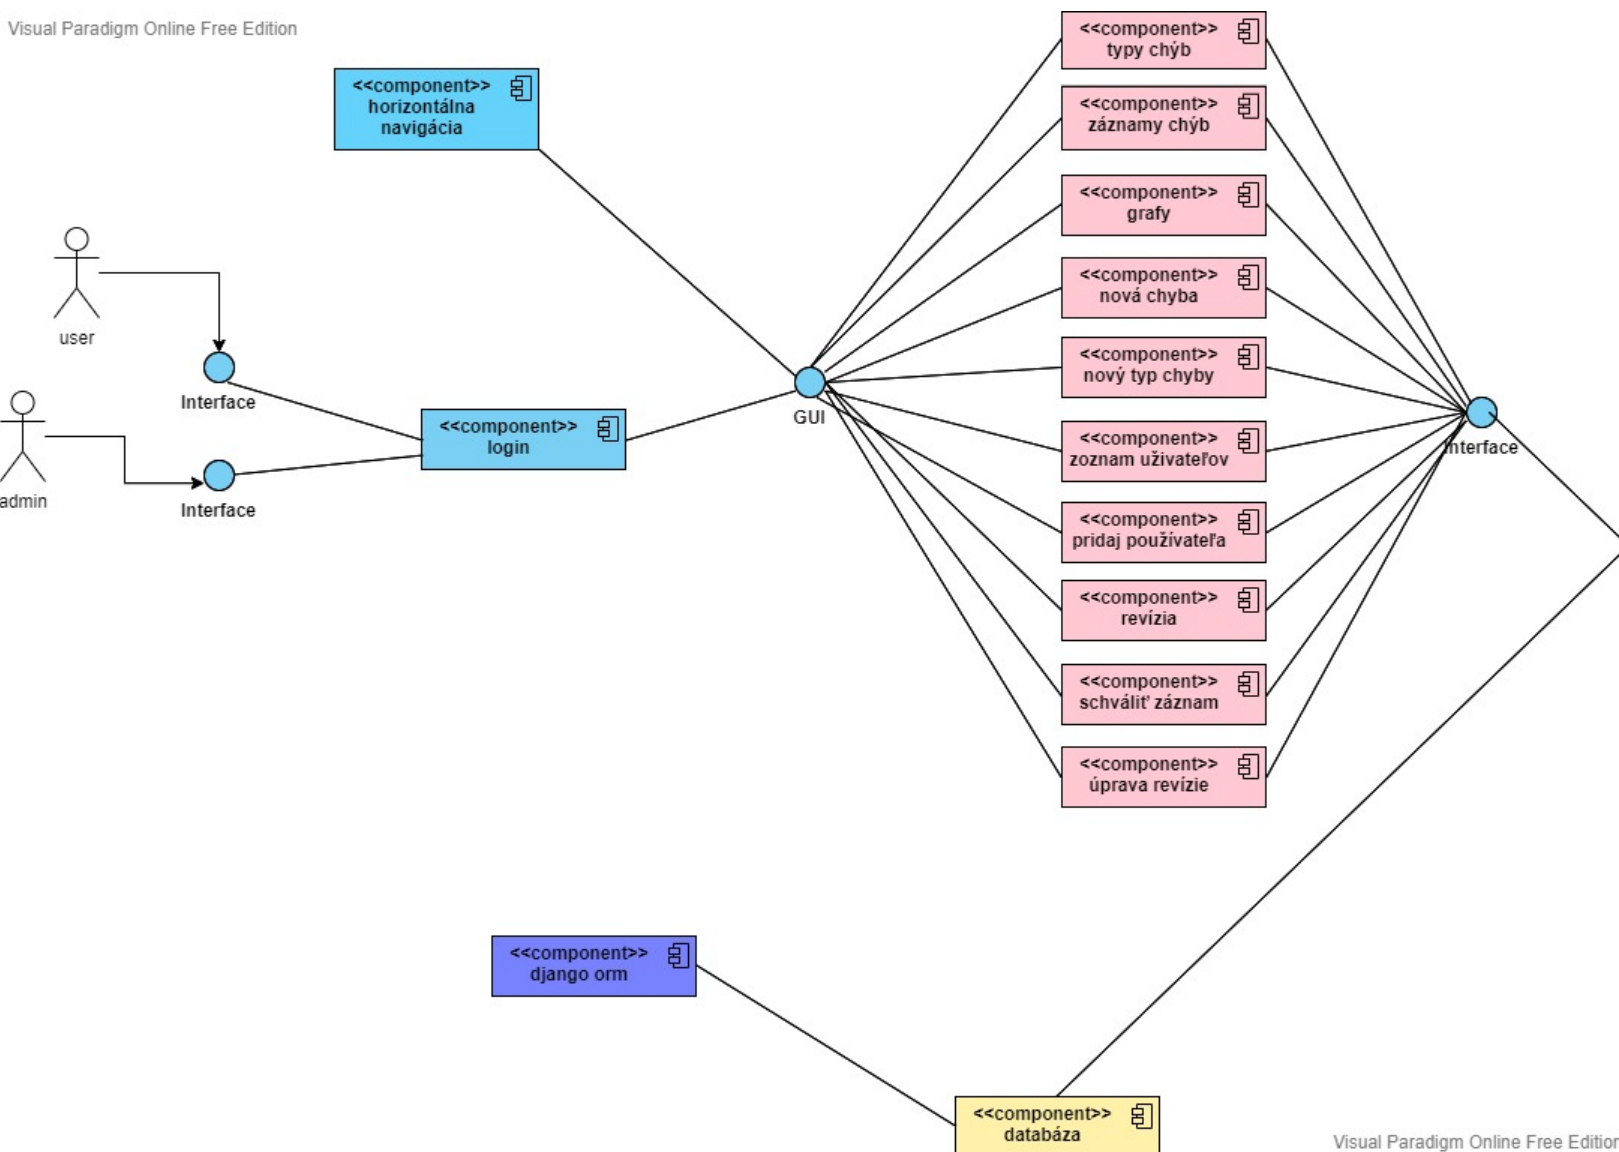 Visual Paradigm Online Free Edition
<<component>>
horizontálna
navigácia
user
Interface
admin
Interface
<<component>>
login
GUI
<<component>>
typy chýb
<<component>>
záznamy chýb
<<component>>
grafy
<<component>>
nová chyba
<<component>>
nový typ chyby
<<component>>
zoznam uživateľov
<<component>>
pridaj používateľa
<<component>>
revízia
<<component>>
schváliť záznam
<<component>>
úprava revízie
Interface
<<component>>
django orm
<<component>>
databáza
Visual Paradigm Online Free Edition